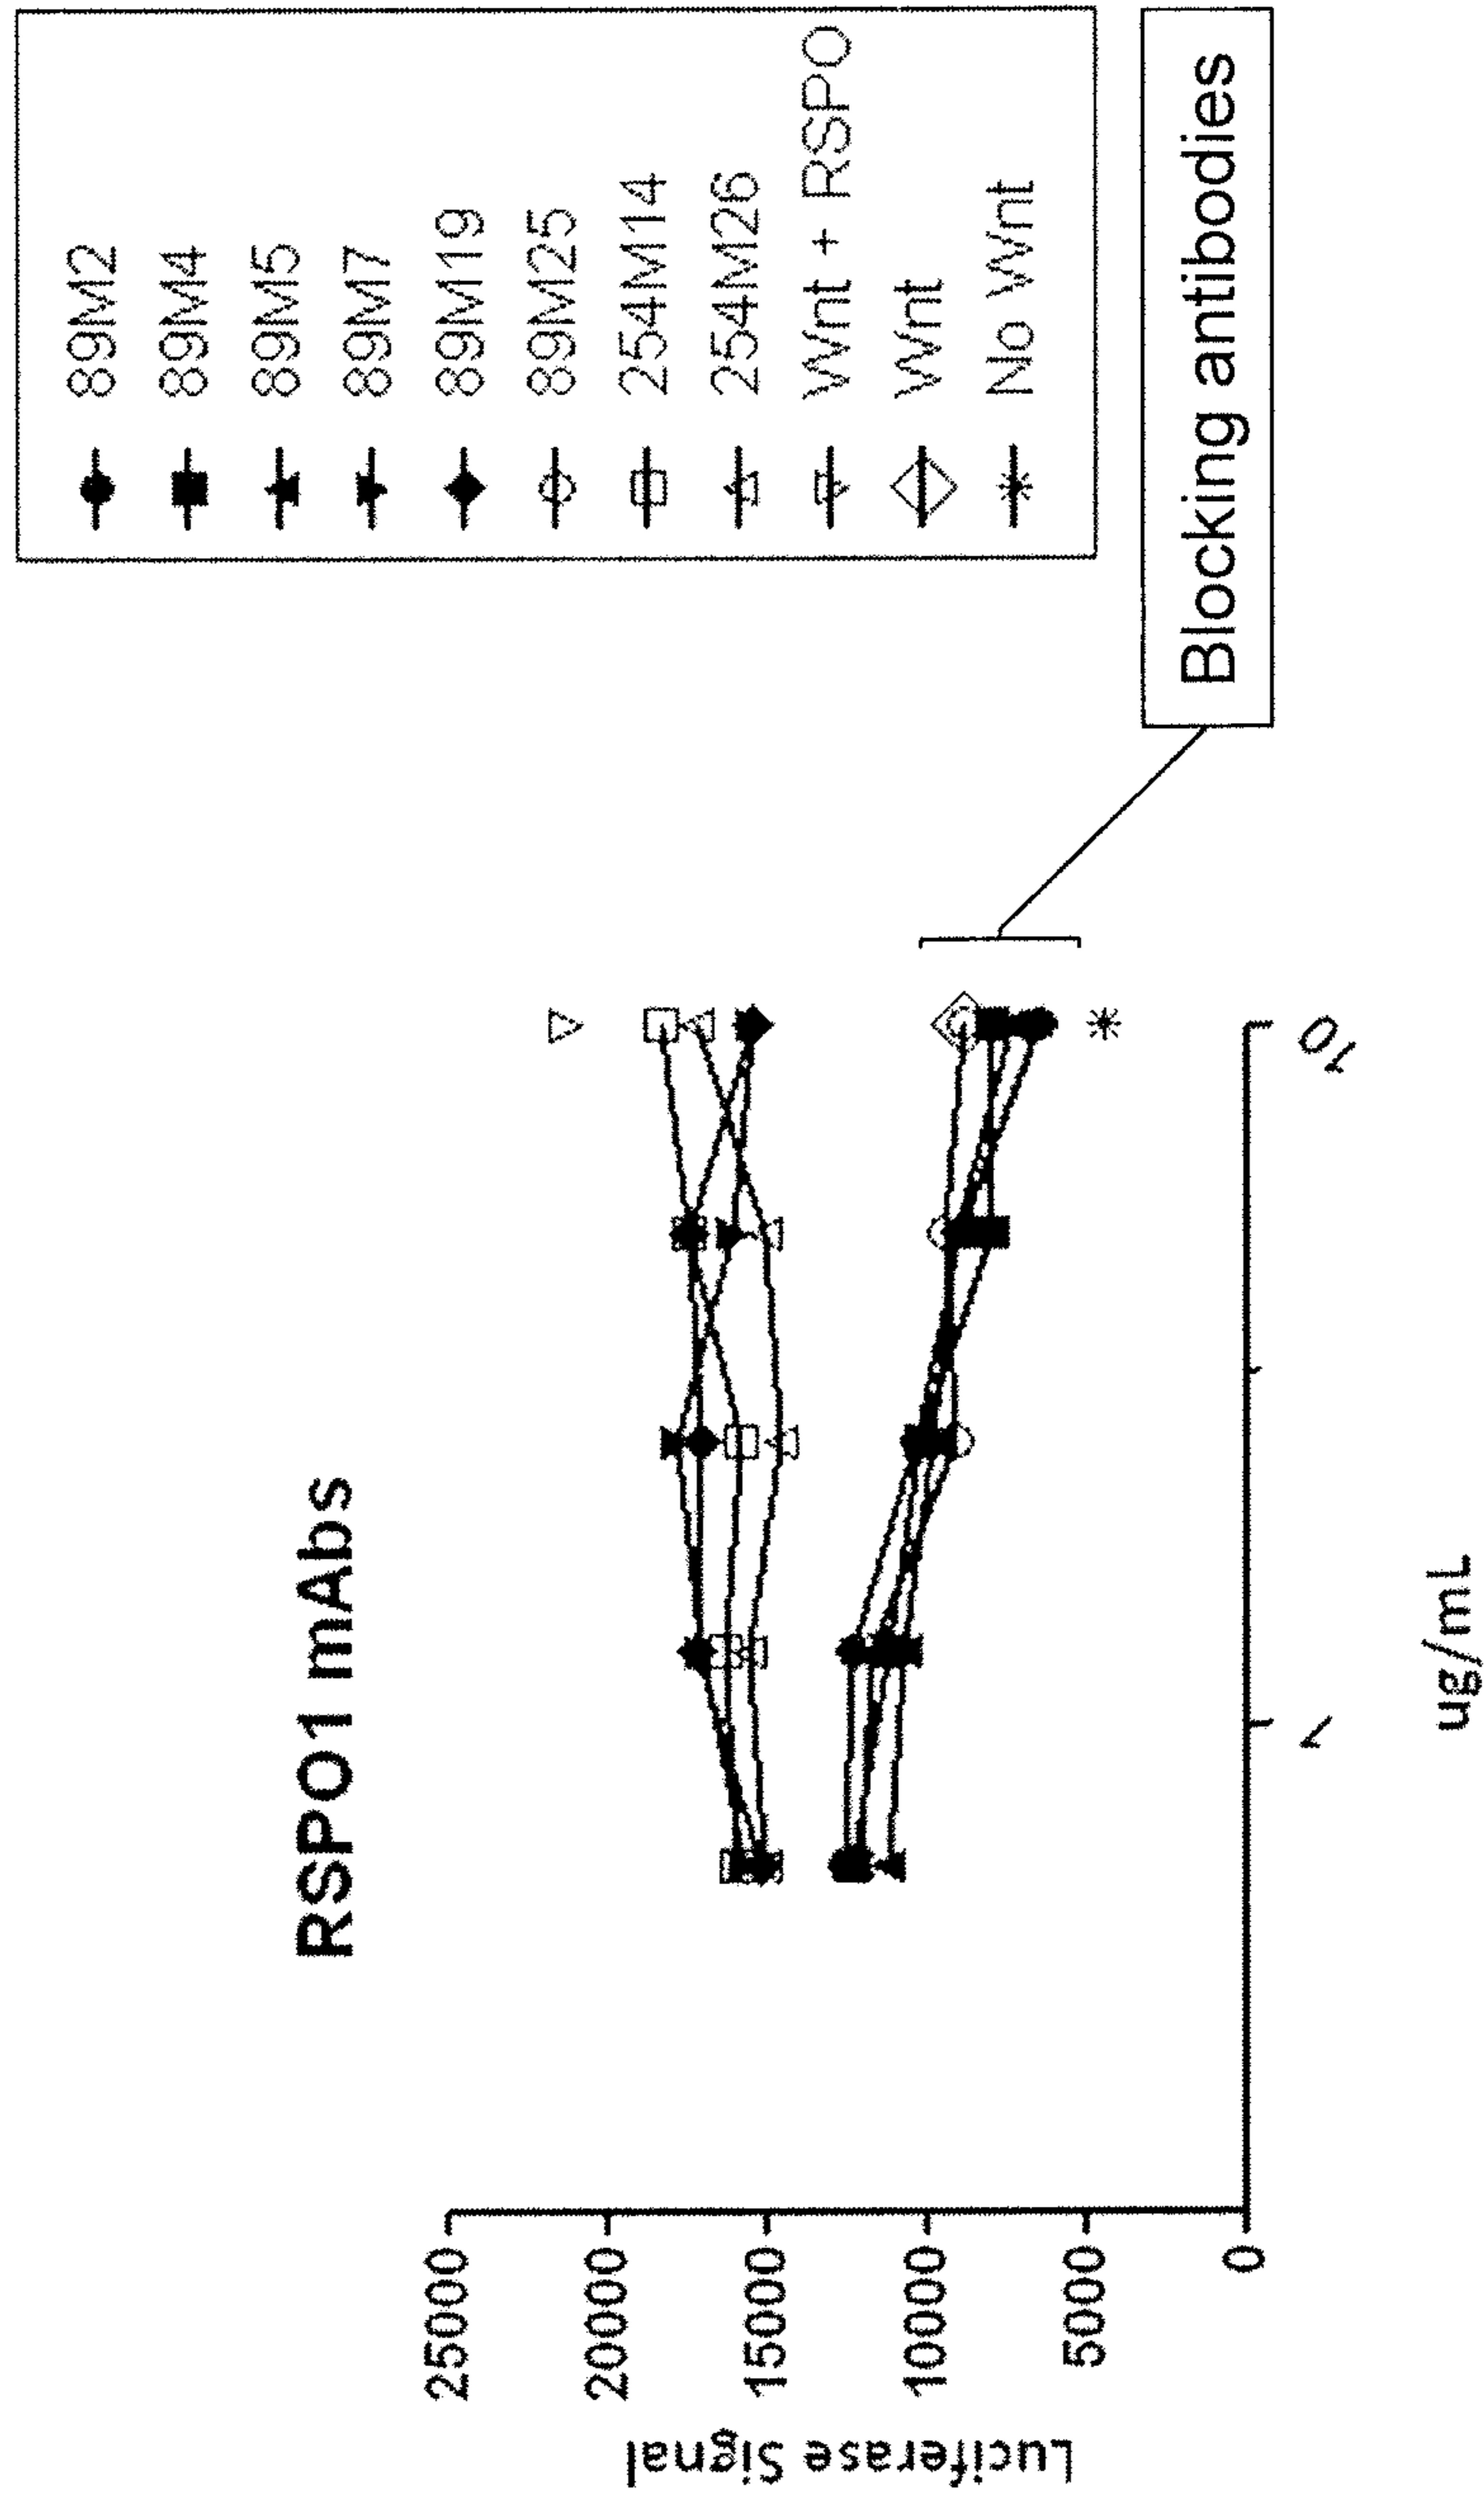 RSPO1 mAbs
Luciferase Signal
25000
20000
15000
10000
5000
0
1
10
ug/mL
89M2
89M4
89M5
89M7
89M19
89M25
254M14
254M26
Wnt + RSPO
Wnt
No Wnt
Blocking antibodies